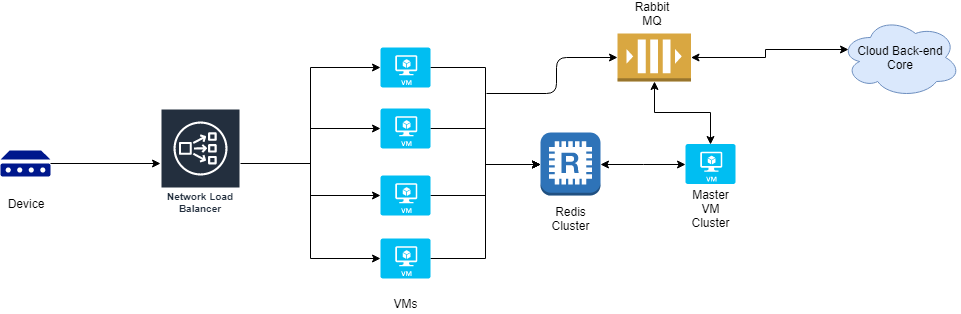 Rabbit
MQ
Cloud Back-end
Core
VM
VM
VM
VM
R
VM
Device
Network Load
Balancer
Redis
Cluster
Master
VM
Cluster
VMs